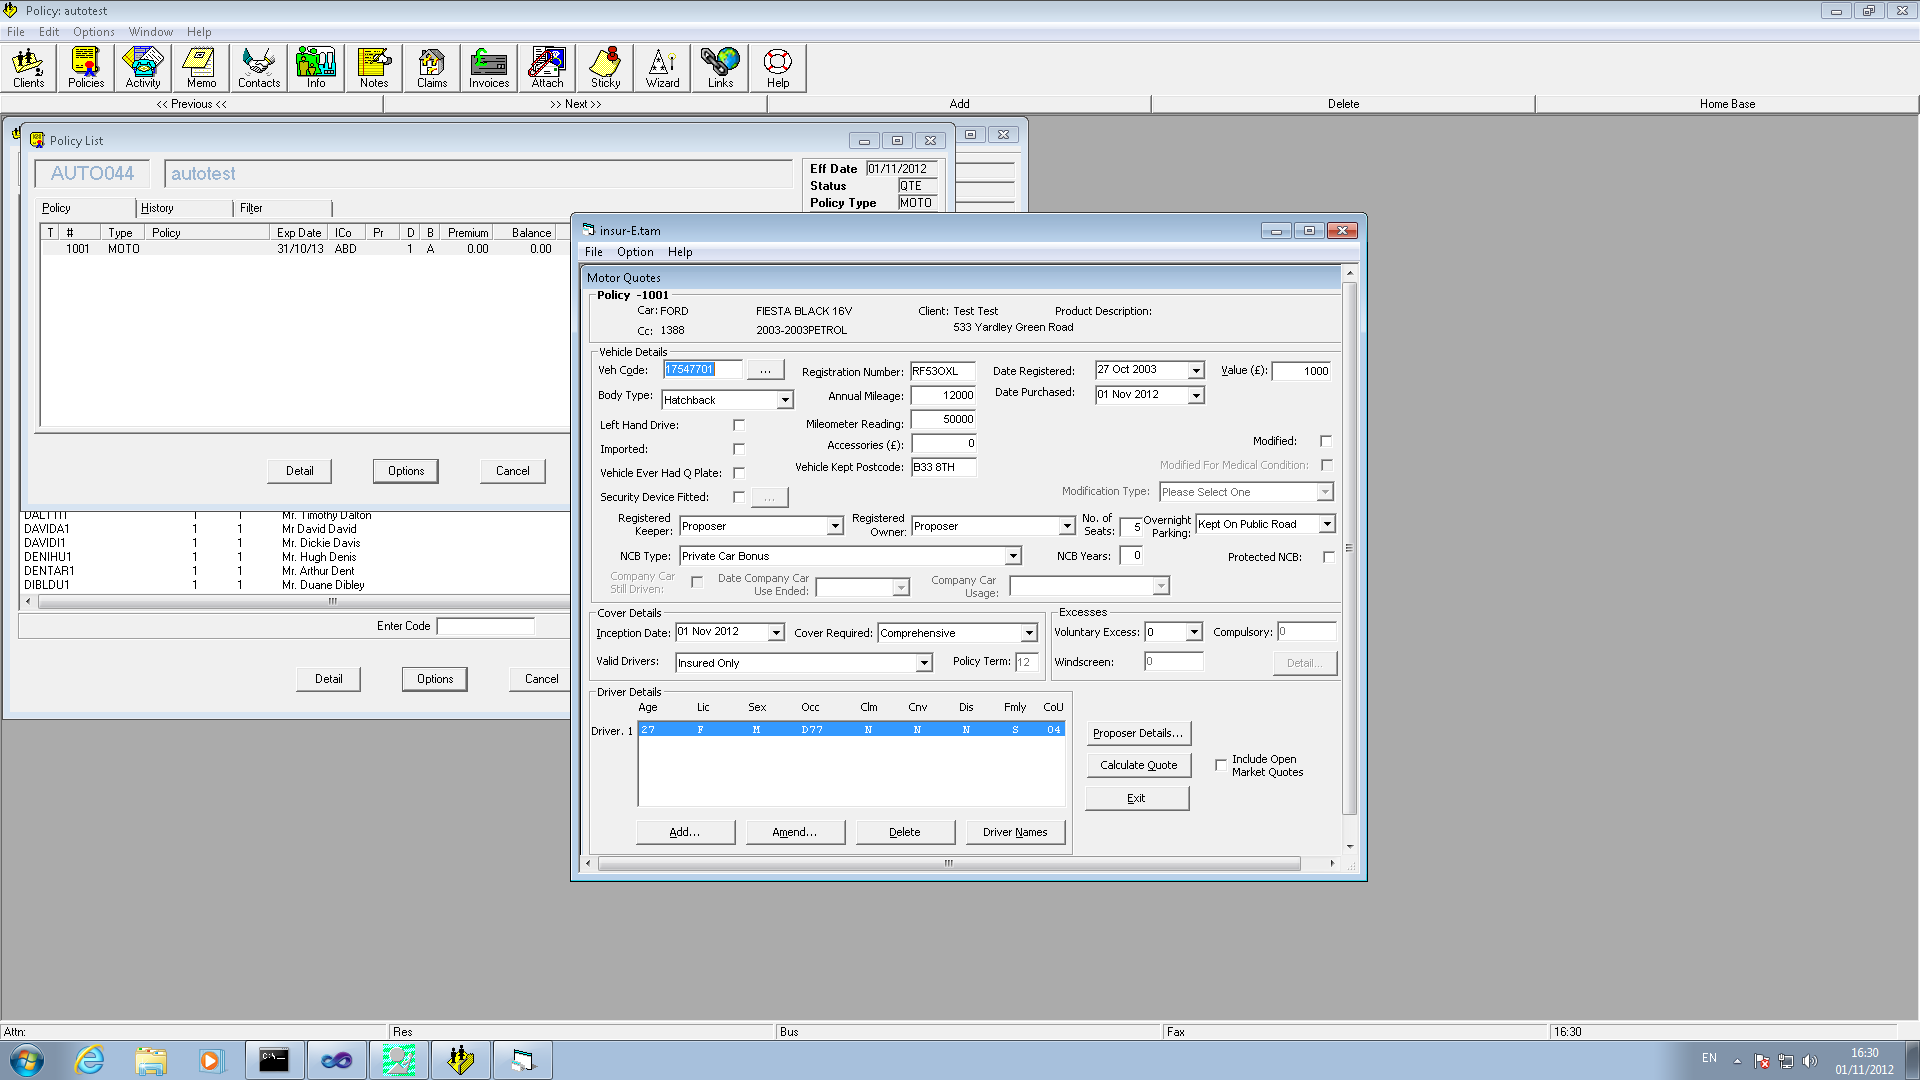 Policy: autotest
File Edit Options Window Help
Clients Policies Activity Memo Contacts Info Notes Claims Invoices Attach Sticky Wizard Links Help
<< Previous << >> Next >> Add Delete Home Base
Policy List
AUTO044 autotest
Eff Date 01/11/2012
Status QTE
Policy Type MOTO
Policy History Filter
T # Type Policy Exp Date ICo Pr D B Premium Balance
1001 MOTO 31/10/13 ABD 1 A 0.00 0.00
Detail Options Cancel
DALTTI1 1 1 Mr. Timothy Dalton
DAVIDA1 1 1 Mr David David
DAVIDI1 1 1 Mr. Dickie Davis
DENIHU1 1 1 Mr. Hugh Denis
DENTAR1 1 1 Mr. Arthur Dent
DIBLDU1 1 1 Mr. Duane Dibley
Enter Code
Detail Options Cancel
insur-E.tam
File Option Help
Motor Quotes
Policy -1001
Car: FORD FIESTA BLACK 16V Client: Test Test Product Description:
Cc: 1388 2003-2003PETROL 533 Yardley Green Road
Vehicle Details
Veh Code: 17547701 ... Registration Number: RF53OXL Date Registered: 27 Oct 2003 Value (£): 1000
Body Type: Hatchback Annual Mileage: 12000 Date Purchased: 01 Nov 2012
Left Hand Drive: Mileometer Reading: 50000
Imported: Accessories (£): 0 Modified:
Vehicle Ever Had Q Plate: Vehicle Kept Postcode: B33 8TH Modified For Medical Condition:
Security Device Fitted: ... Modification Type: Please Select One
Registered Keeper: Proposer Registered Owner: Proposer No. of Seats: 5 Overnight Parking: Kept On Public Road
NCB Type: Private Car Bonus NCB Years: 0 Protected NCB:
Company Car Still Driven: Date Company Car Use Ended: Company Car Usage:
Cover Details
Inception Date: 01 Nov 2012 Cover Required: Comprehensive
Valid Drivers: Insured Only Policy Term: 12
Excesses
Voluntary Excess: 0 Compulsory: 0
Windscreen: 0 Detail...
Driver Details
Age Lic Sex Occ Clm Cnv Dis Fmly CoU
Driver. 1 27 F M D77 N N N S 04
Proposer Details...
Calculate Quote
Include Open Market Quotes
Exit
Add... Amend... Delete Driver Names
Attn: Res Bus Fax 16:30
C:\
EN
16:30
01/11/2012